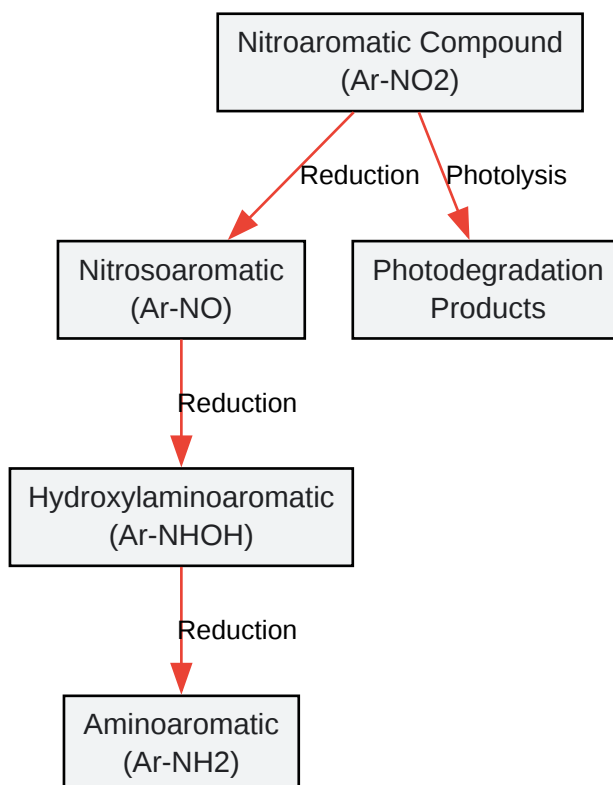 Nitroaromatic Compound
(Ar-NO2)
Reduction
Photolysis
Nitrosoaromatic
(Ar-NO)
Photodegradation
Products
Reduction
Hydroxylaminoaromatic
(Ar-NHOH)
Reduction
Aminoaromatic
(Ar-NH2)